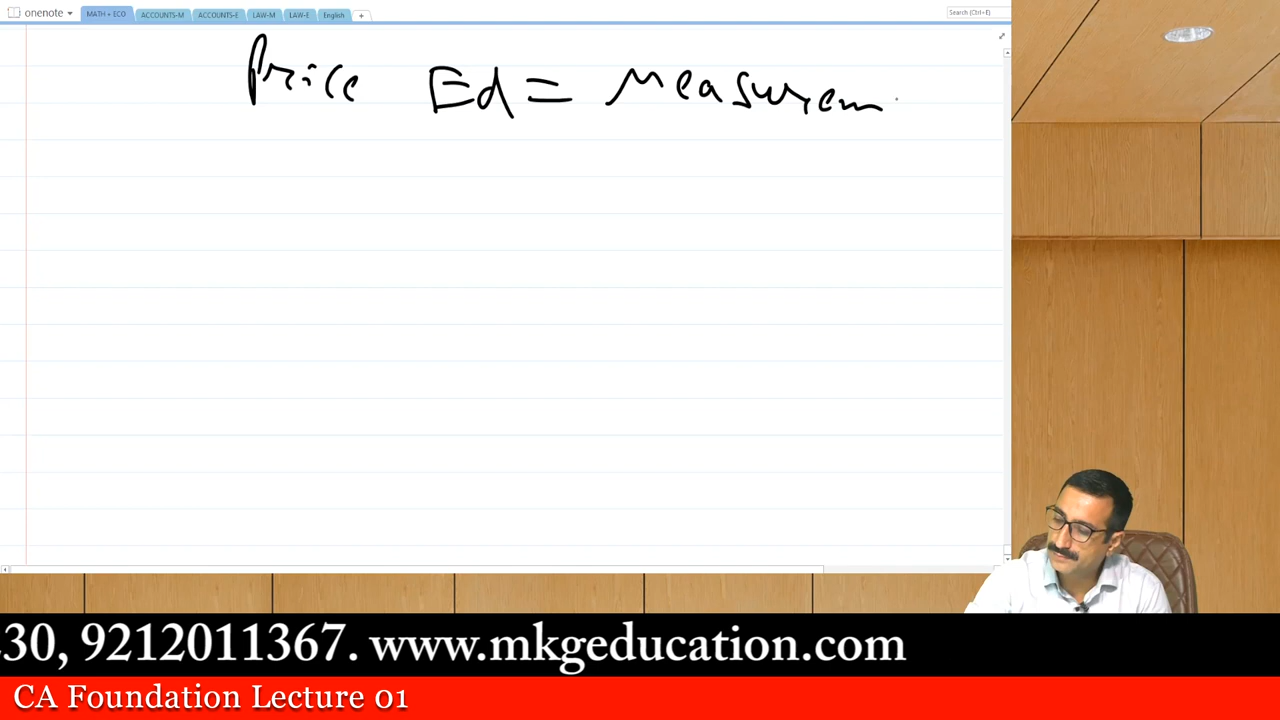 onenote MATH + ECO ACCOUNTS-M ACCOUNTS-E LAW-M LAW-E English + Search (Ctrl+E)
Price Ed = Measurem
30, 9212011367. www.mkgeducation.com
CA Foundation Lecture 01